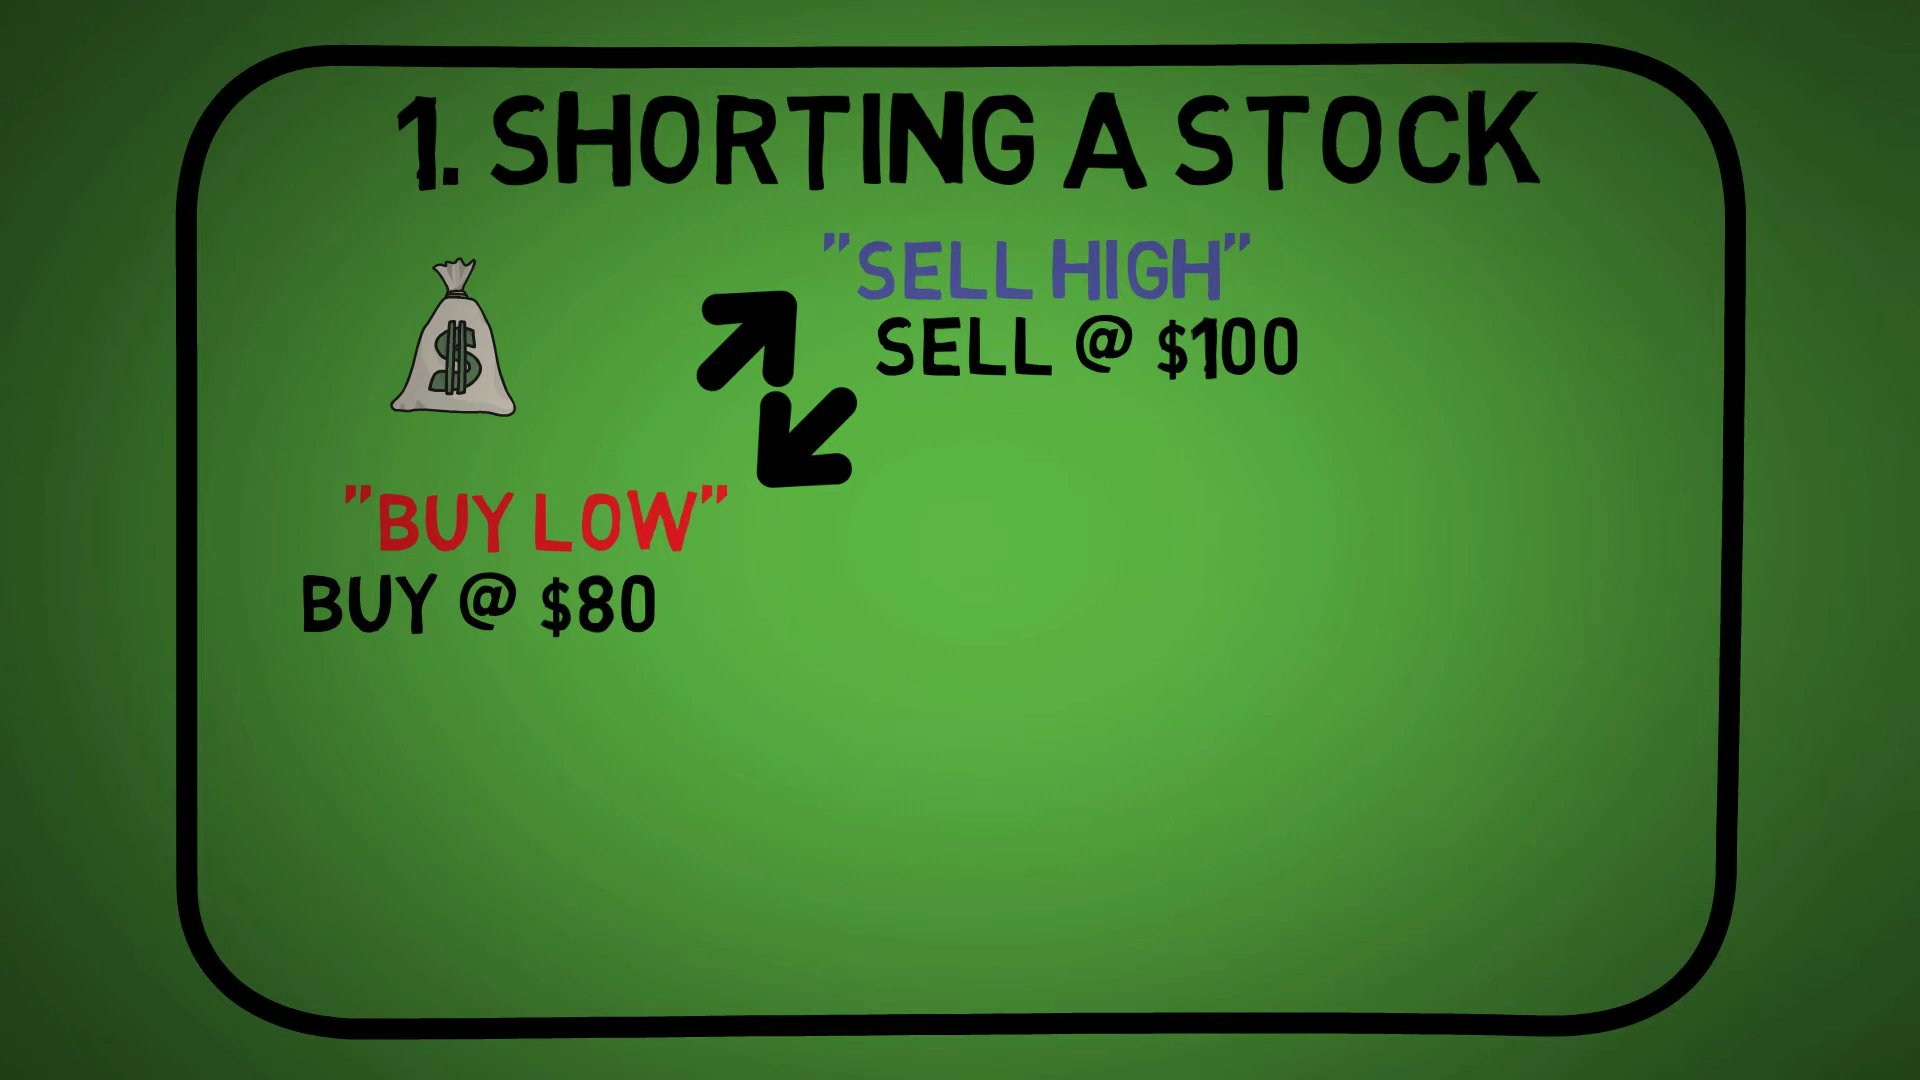 1. SHORTING A STOCK
"SELL HIGH"
SELL @ $100
$
"BUY LOW"
BUY @ $80